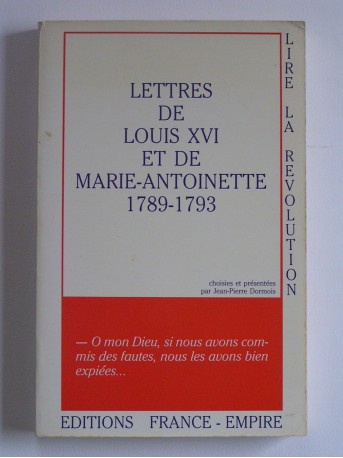 LETTRES
DE
LOUIS XVI
ET DE
MARIE-ANTOINETTE
1789-1793
choisies et présentées
par Jean-Pierre Dormois
LIRE LA REVOLUTION
— O mon Dieu, si nous avons com-
mis des fautes, nous les avons bien
expiées...
EDITIONS FRANCE - EMPIRE